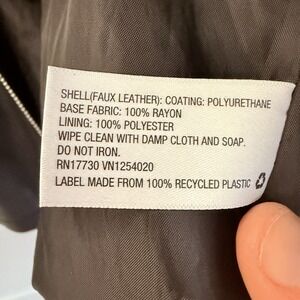 SHELL(FAUX LEATHER): COATING: POLYURETHANE
BASE FABRIC: 100% RAYON
LINING: 100% POLYESTER
WIPE CLEAN WITH DAMP CLOTH AND SOAP.
DO NOT IRON.
RN17730 VN1254020
LABEL MADE FROM 100% RECYCLED PLASTIC